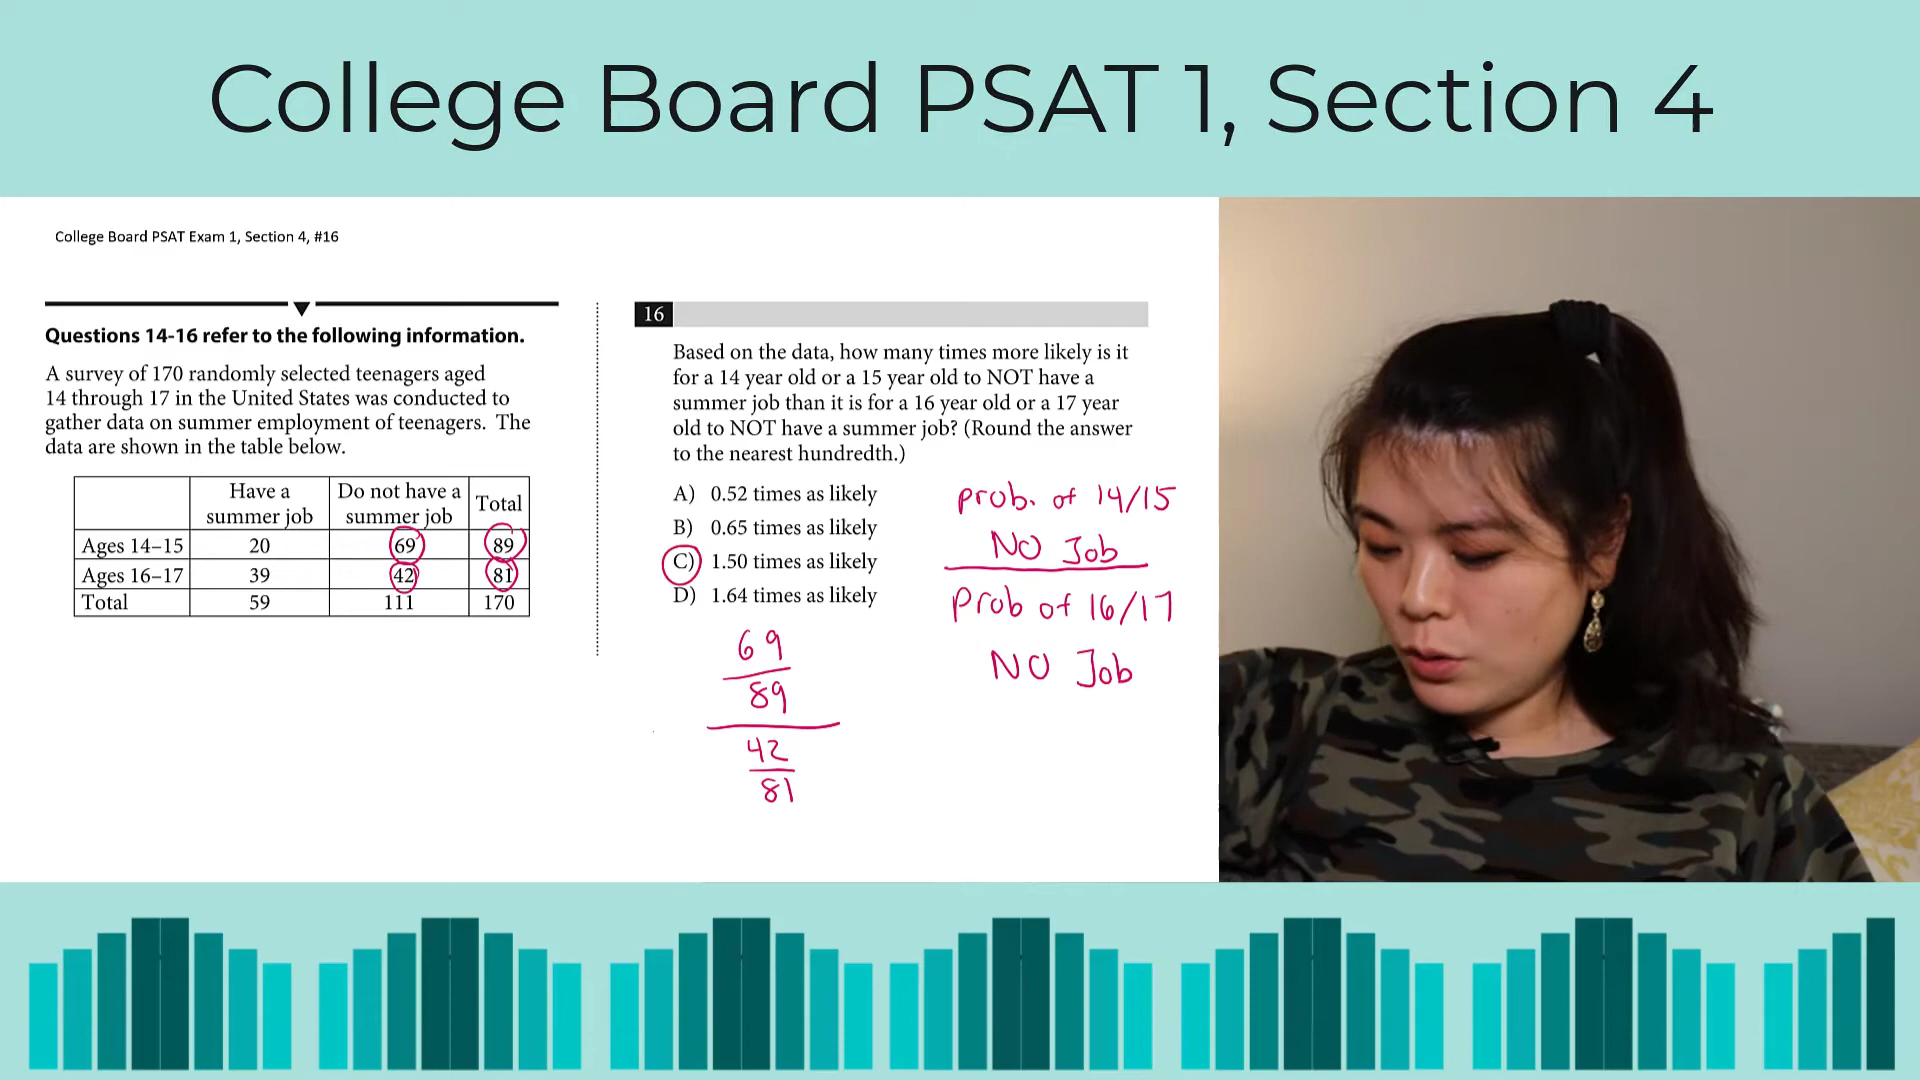 College Board PSAT 1, Section 4
College Board PSAT Exam 1, Section 4, #16
Questions 14-16 refer to the following information.
A survey of 170 randomly selected teenagers aged
14 through 17 in the United States was conducted to
gather data on summer employment of teenagers. The
data are shown in the table below.
Have a summer job | Do not have a summer job | Total
Ages 14–15 20 69 89
Ages 16–17 39 42 81
Total 59 111 170
16
Based on the data, how many times more likely is it
for a 14 year old or a 15 year old to NOT have a
summer job than it is for a 16 year old or a 17 year
old to NOT have a summer job? (Round the answer
to the nearest hundredth.)
A) 0.52 times as likely
B) 0.65 times as likely
C) 1.50 times as likely
D) 1.64 times as likely
69
89
42
81
prob. of 14/15
NO Job
Prob of 16/17
NO Job